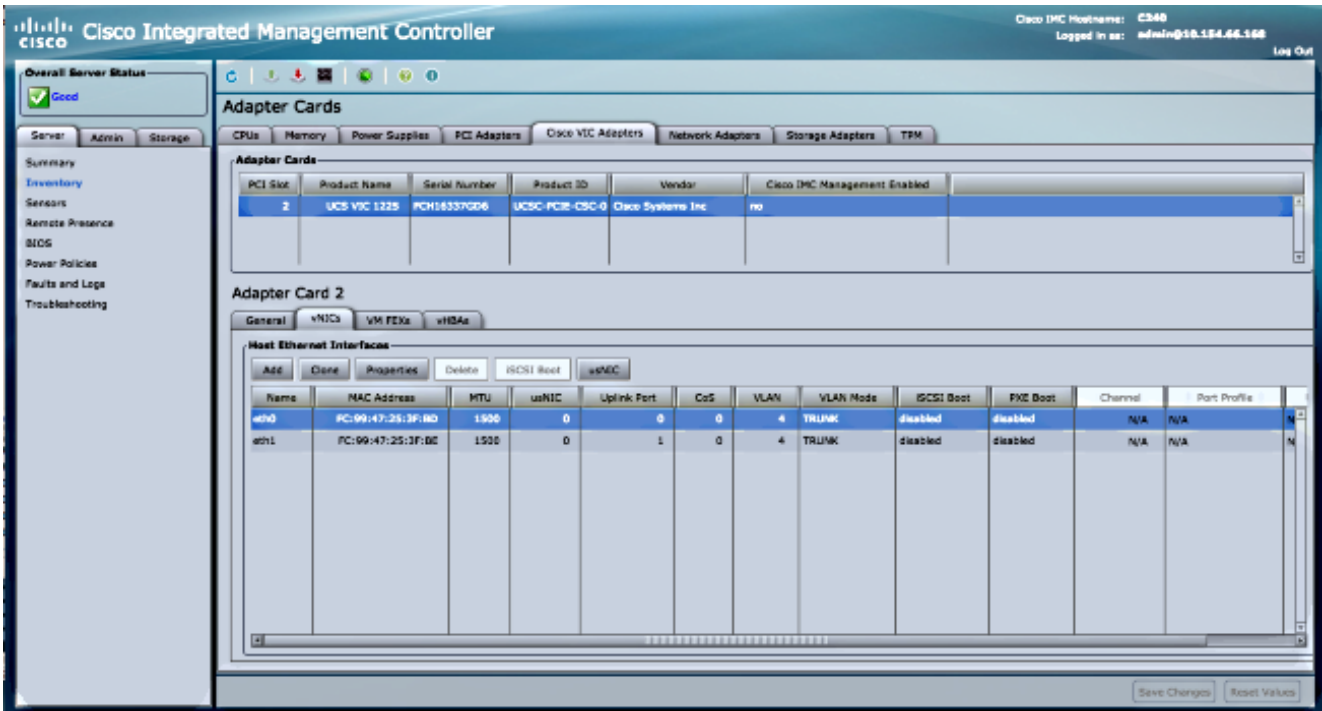 Cisco IMC Hostname: C240
Logged in as: admin@10.154.66.168
Log Out
CISCO Cisco Integrated Management Controller
Overall Server Status
Good
Server Admin Storage
Summary
Inventory
Sensors
Remote Presence
BIOS
Power Policies
Faults and Logs
Troubleshooting
Adapter Cards
CPUs Memory Power Supplies PCI Adapters Cisco VIC Adapters Network Adapters Storage Adapters TPM
Adapter Cards
PCI Slot Product Name Serial Number Product ID Vendor Cisco IMC Management Enabled
2 UCS VIC 1225 FCH16337GD6 UCSC-PCIE-CSC-0 Cisco Systems Inc no
Adapter Card 2
General vNICs VM FEXs vHBAs
Host Ethernet Interfaces
Add Clone Properties Delete iSCSI Boot usNIC
Name MAC Address MTU usNIC Uplink Port CoS VLAN VLAN Mode iSCSI Boot PXE Boot Channel Port Profile
eth0 FC:99:47:25:3F:BD 1500 0 0 0 4 TRUNK disabled disabled N/A N/A N
eth1 FC:99:47:25:3F:BE 1500 0 1 0 4 TRUNK disabled disabled N/A N/A N
Save Changes Reset Values